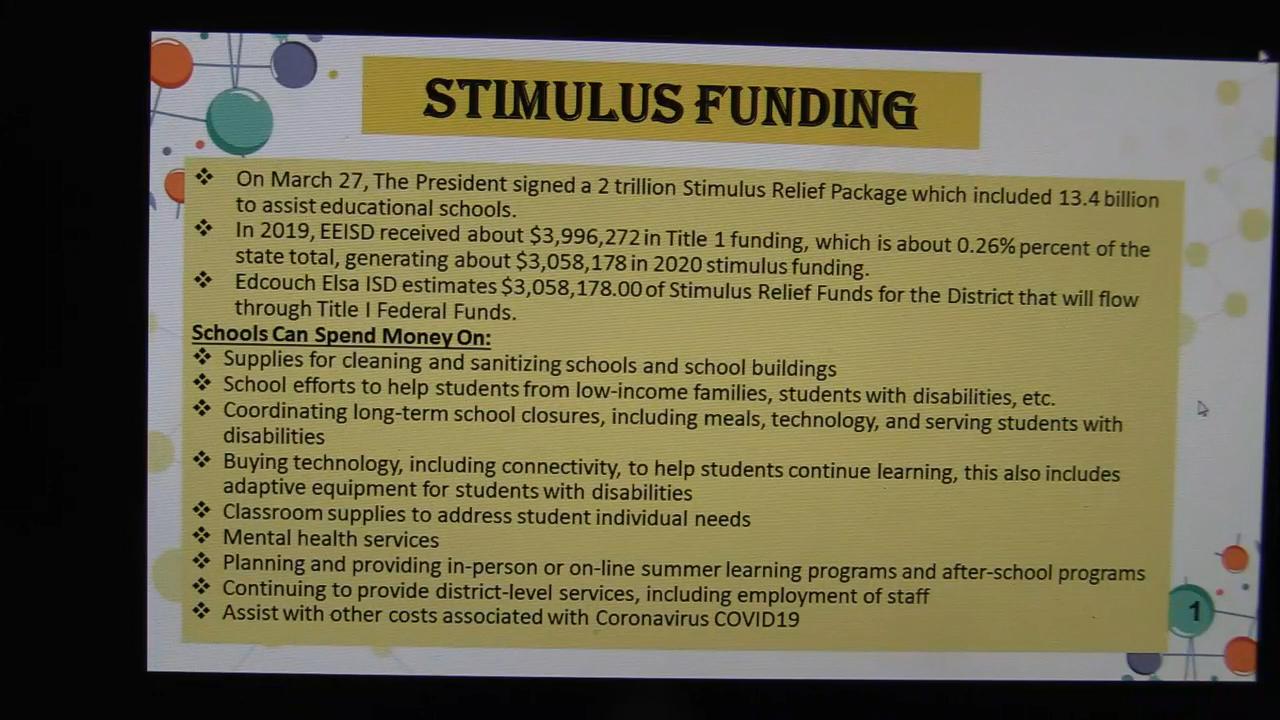 STIMULUS FUNDING
❖ On March 27, The President signed a 2 trillion Stimulus Relief Package which included 13.4 billion
to assist educational schools.
❖ In 2019, EEISD received about $3,996,272 in Title 1 funding, which is about 0.26% percent of the
state total, generating about $3,058,178 in 2020 stimulus funding.
❖ Edcouch Elsa ISD estimates $3,058,178.00 of Stimulus Relief Funds for the District that will flow
through Title I Federal Funds.
Schools Can Spend Money On:
❖ Supplies for cleaning and sanitizing schools and school buildings
❖ School efforts to help students from low-income families, students with disabilities, etc.
❖ Coordinating long-term school closures, including meals, technology, and serving students with
disabilities
❖ Buying technology, including connectivity, to help students continue learning, this also includes
adaptive equipment for students with disabilities
❖ Classroom supplies to address student individual needs
❖ Mental health services
❖ Planning and providing in-person or on-line summer learning programs and after-school programs
❖ Continuing to provide district-level services, including employment of staff
❖ Assist with other costs associated with Coronavirus COVID19
1